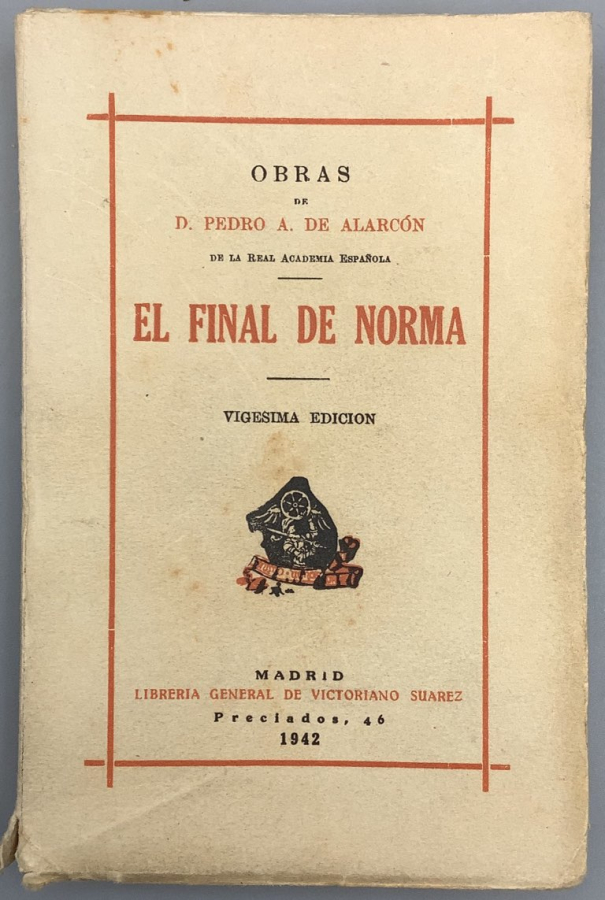 OBRAS
DE
D. PEDRO A. DE ALARCÓN
DE LA REAL ACADEMIA ESPAÑOLA
EL FINAL DE NORMA
VIGESIMA EDICION
MADRID
LIBRERIA GENERAL DE VICTORIANO SUAREZ
Preciados, 46
1942